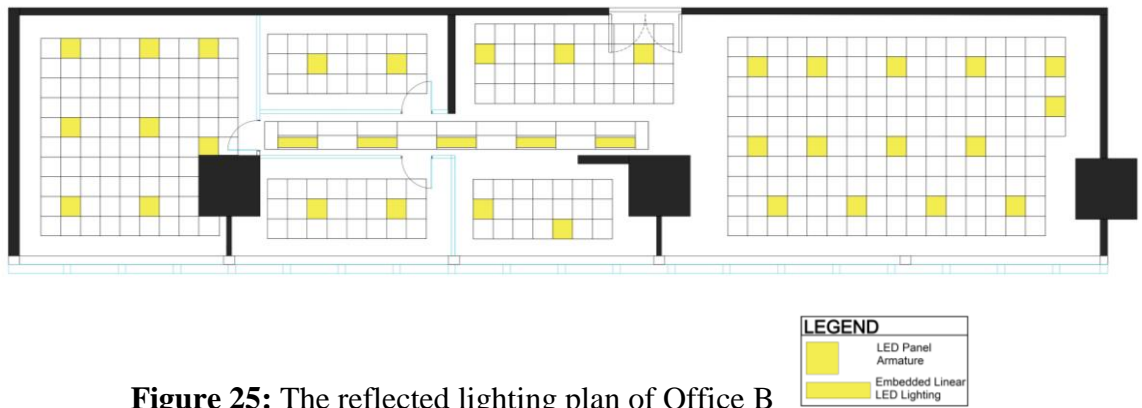 LEGEND
LED Panel
Armature
Embedded Linear
LED Lighting
Figure 25: The reflected lighting plan of Office B